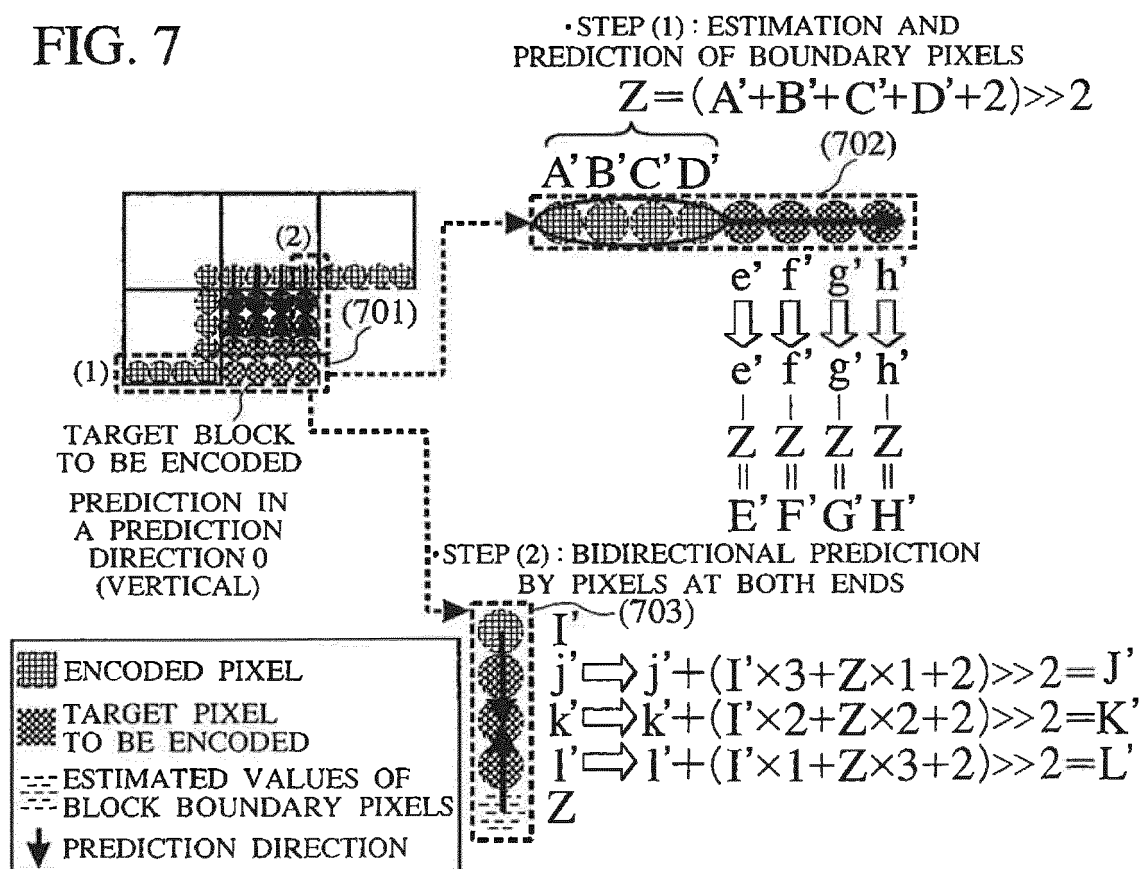 FIG. 7
·STEP (1) : ESTIMATION AND
PREDICTION OF BOUNDARY PIXELS
Z=(A'+B'+C'+D'+2)>>2
(702)
A' B' C' D'
(2)
(701)
(1)
e' f' g' h'
e' f' g' h'
| | | |
Z Z Z Z
|| || || ||
E' F' G' H'
TARGET BLOCK
TO BE ENCODED
PREDICTION IN
A PREDICTION
DIRECTION 0
(VERTICAL)
·STEP (2) : BIDIRECTIONAL PREDICTION
BY PIXELS AT BOTH ENDS
(703)
I'
j' ⇨ j'+(I'×3+Z×1+2)>>2=J'
k' ⇨ k'+(I'×2+Z×2+2)>>2=K'
l' ⇨ l'+(I'×1+Z×3+2)>>2=L'
Z
ENCODED PIXEL
TARGET PIXEL
TO BE ENCODED
ESTIMATED VALUES OF
BLOCK BOUNDARY PIXELS
PREDICTION DIRECTION